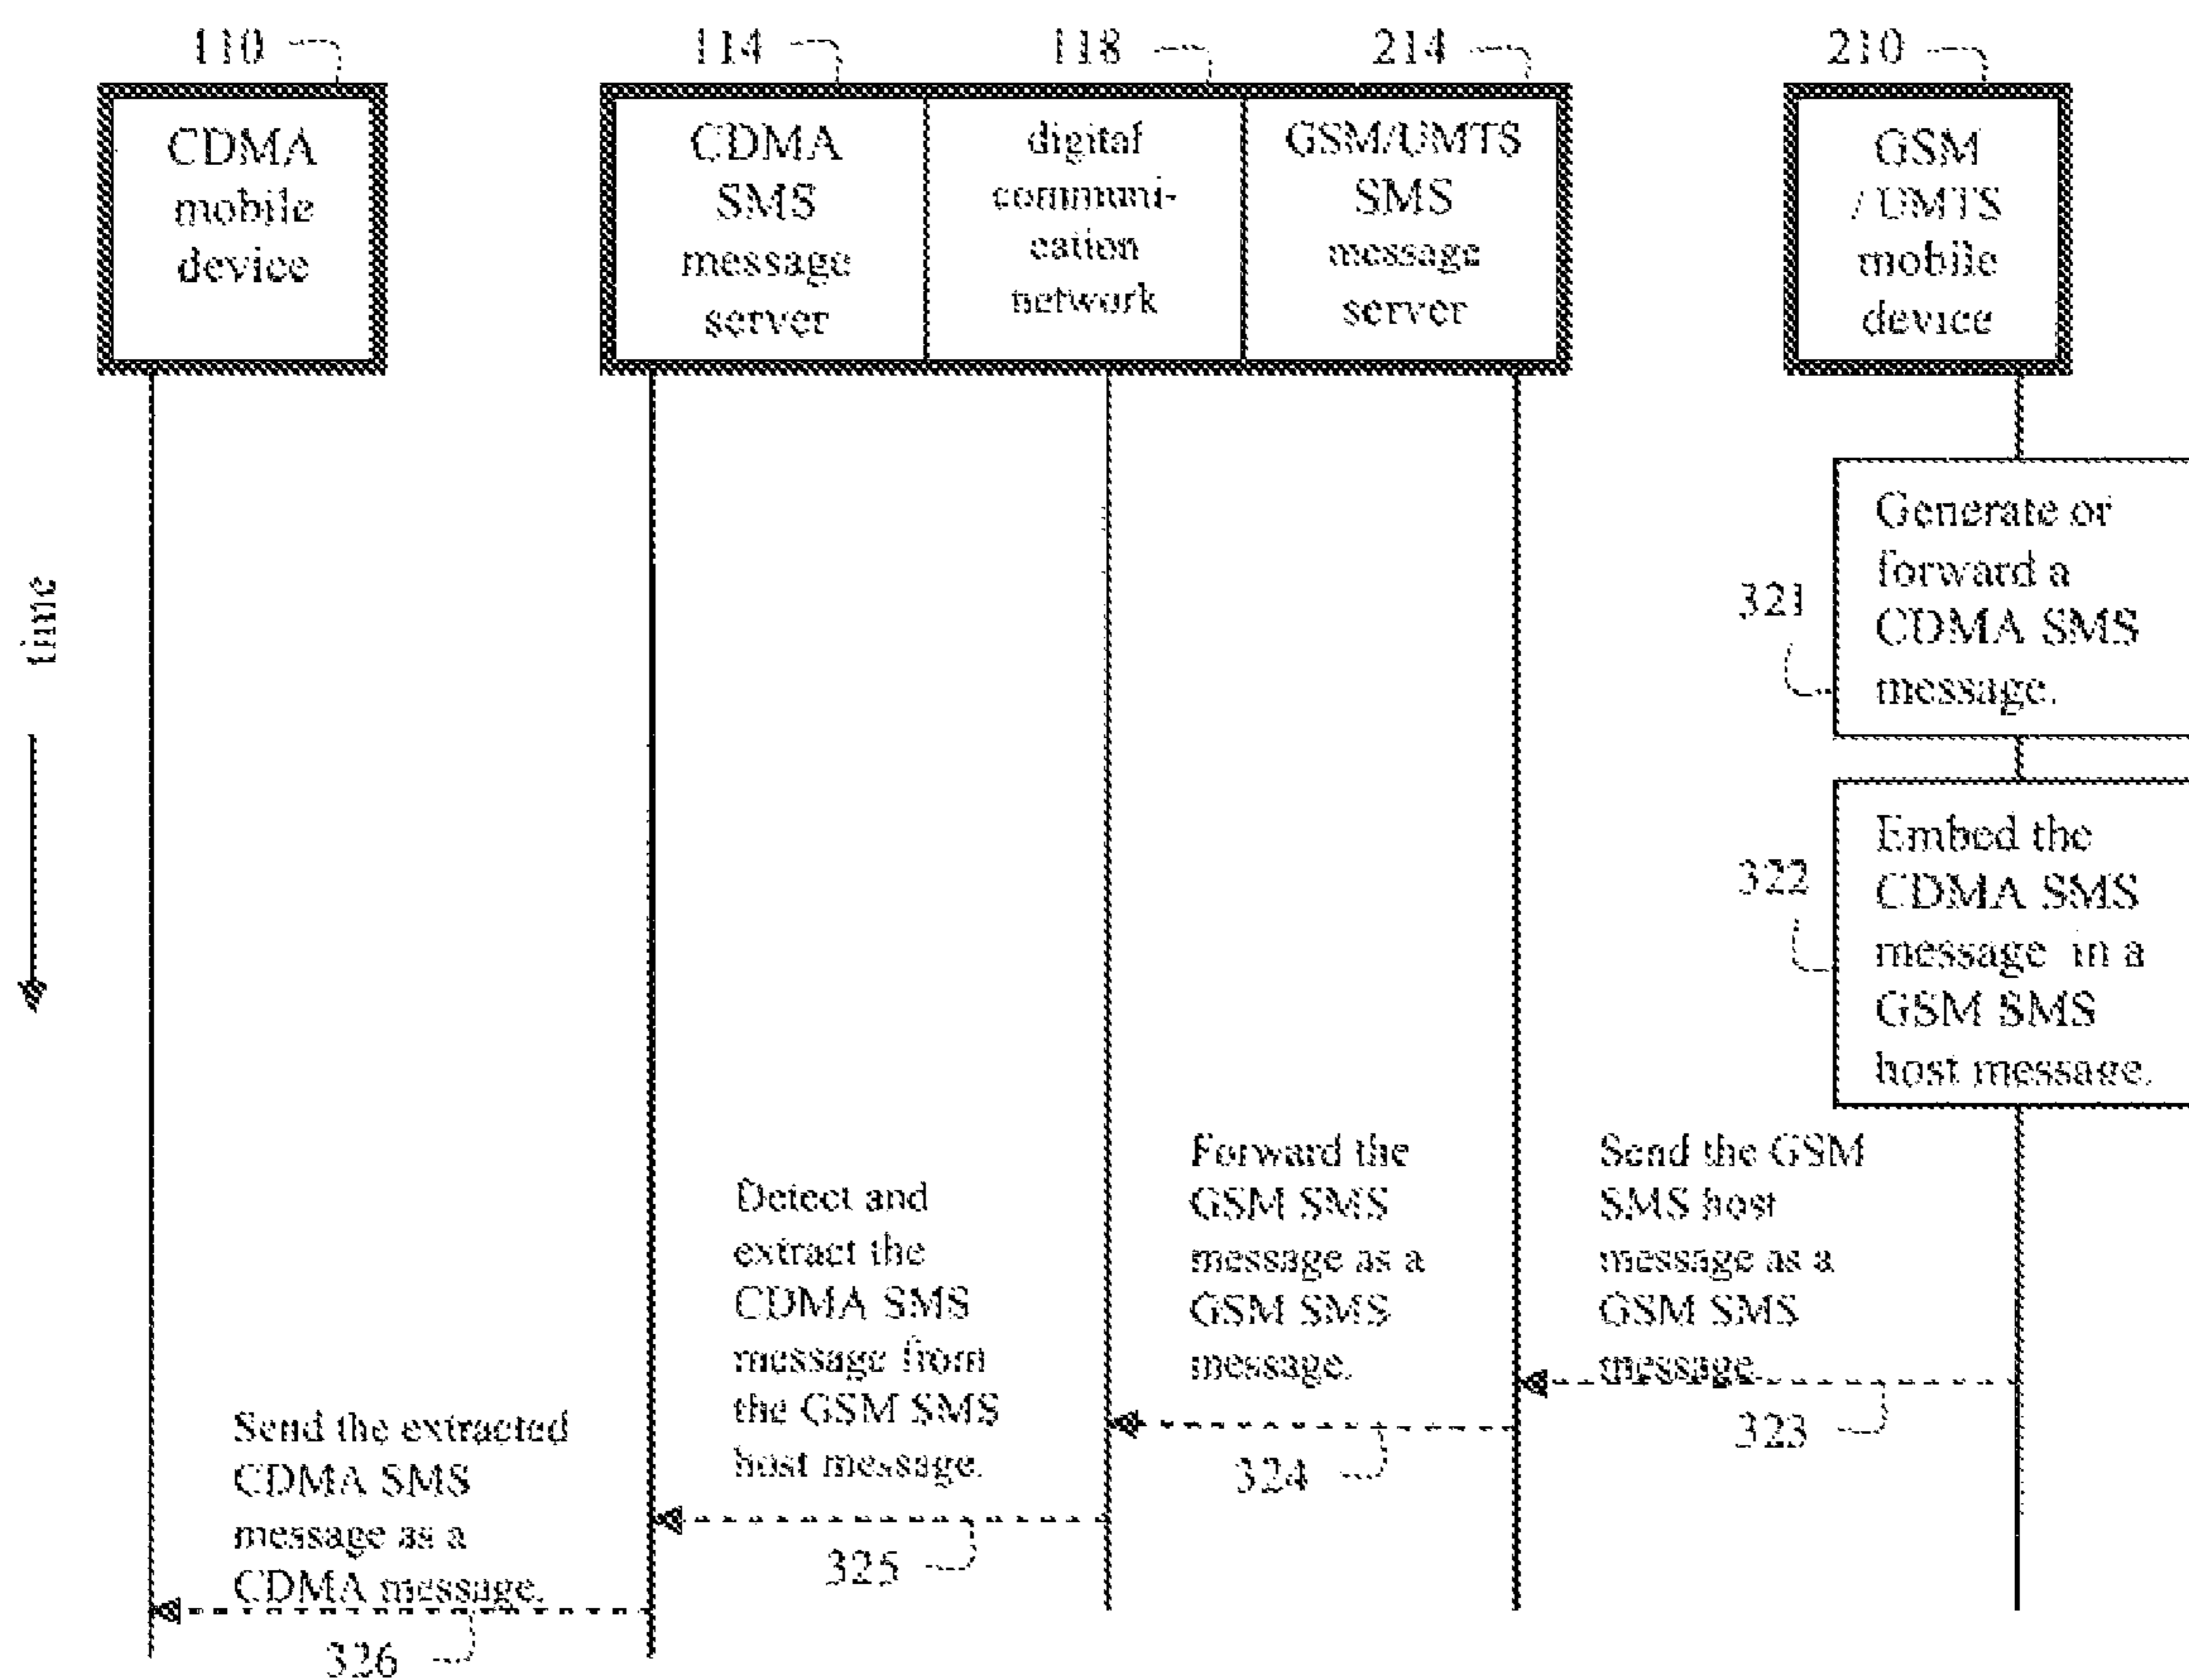 110
114
118
214
210
CDMA
mobile
device
CDMA
SMS
message
server
digital
communi-
cation
network
GSM/UMTS
SMS
message
server
GSM
/ UMTS
mobile
device
time
Generate or
forward a
CDMA SMS
message.
321
Embed the
CDMA SMS
message in a
GSM SMS
host message.
322
Send the GSM
SMS host
message as a
GSM SMS
message.
323
Forward the
GSM SMS
message as a
GSM SMS
message.
324
Detect and
extract the
CDMA SMS
message from
the GSM SMS
host message.
325
Send the extracted
CDMA SMS
message as a
CDMA message.
326